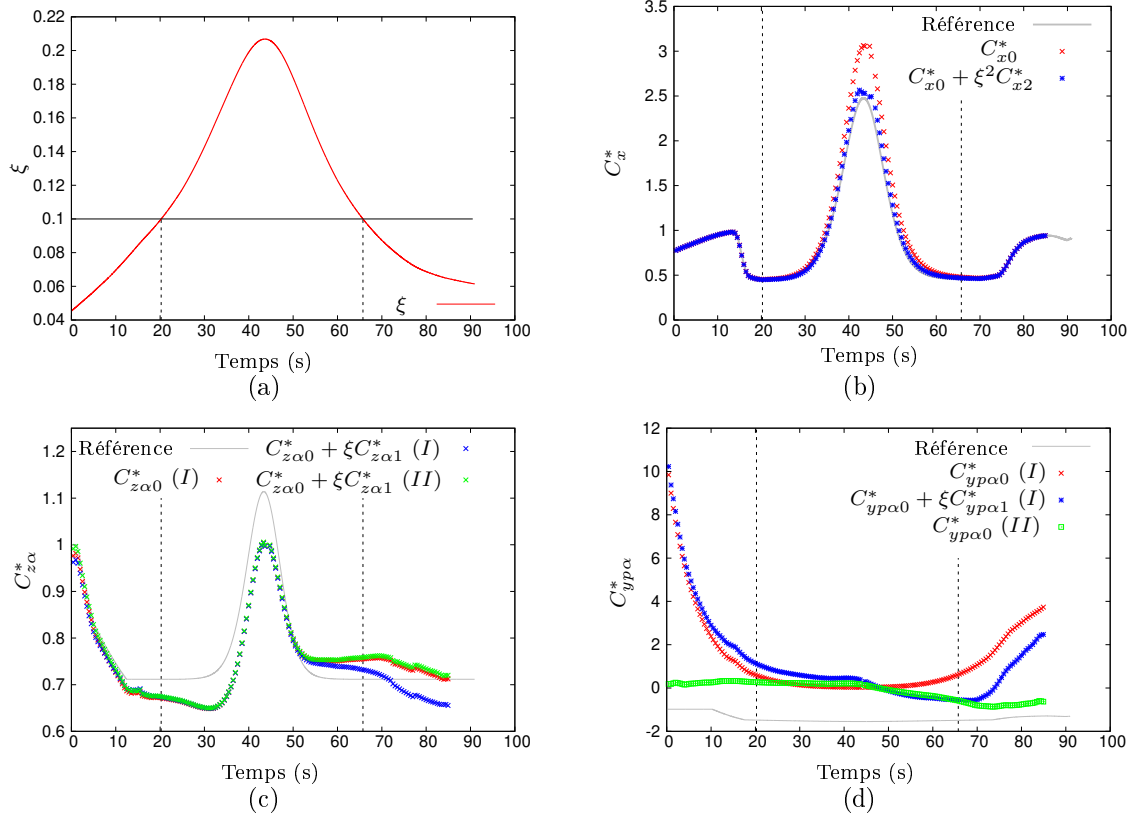 0.22
0.2
0.18
0.16
0.14
0.12
0.1
0.08
0.06
0.04
ξ
ξ
0 10 20 30 40 50 60 70 80 90 100
Temps (s)
(a)
3.5
3
2.5
2
1.5
1
0.5
0
C*x
Référence
C*x0
C*x0 + ξ²C*x2
0 10 20 30 40 50 60 70 80 90 100
Temps (s)
(b)
1.2
1.1
1
0.9
0.8
0.7
0.6
C*zα
Référence
C*zα0 + ξC*zα1 (I)
C*zα0 (I)
C*zα0 + ξC*zα1 (II)
0 10 20 30 40 50 60 70 80 90 100
Temps (s)
(c)
12
10
8
6
4
2
0
-2
C*ypα
Référence
C*ypα0 (I)
C*ypα0 + ξC*ypα1 (I)
C*ypα0 (II)
0 10 20 30 40 50 60 70 80 90 100
Temps (s)
(d)